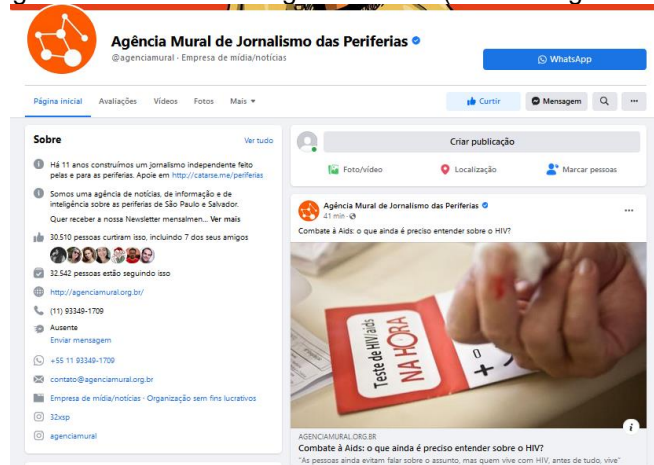 Agência Mural de Jornalismo das Periferias
@agenciamural · Empresa de mídia/notícias
WhatsApp
Página inicial
Avaliações
Vídeos
Fotos
Mais
Curtir
Mensagem
Sobre
Ver tudo
Há 11 anos construímos um jornalismo independente feito
pelas e para as periferias. Apoie em http://catarse.me/periferias
Somos uma agência de notícias, de informação e de
inteligência sobre as periferias de São Paulo e Salvador.
Quer receber a nossa Newsletter mensalmen... Ver mais
30.510 pessoas curtiram isso, incluindo 7 dos seus amigos
32.542 pessoas estão seguindo isso
http://agenciamural.org.br/
(11) 93349-1709
Ausente
Enviar mensagem
+55 11 93349-1709
contato@agenciamural.org.br
Empresa de mídia/notícias · Organização sem fins lucrativos
32xsp
agenciamural
Criar publicação
Foto/vídeo
Localização
Marcar pessoas
Agência Mural de Jornalismo das Periferias
41 min ·
Combate à Aids: o que ainda é preciso entender sobre o HIV?
Teste de HIV/aids
NA HORA
AGENCIAMURAL.ORG.BR
Combate à Aids: o que ainda é preciso entender sobre o HIV?
"As pessoas ainda evitam falar sobre o assunto, mas quem vive com HIV, antes de tudo, vive"